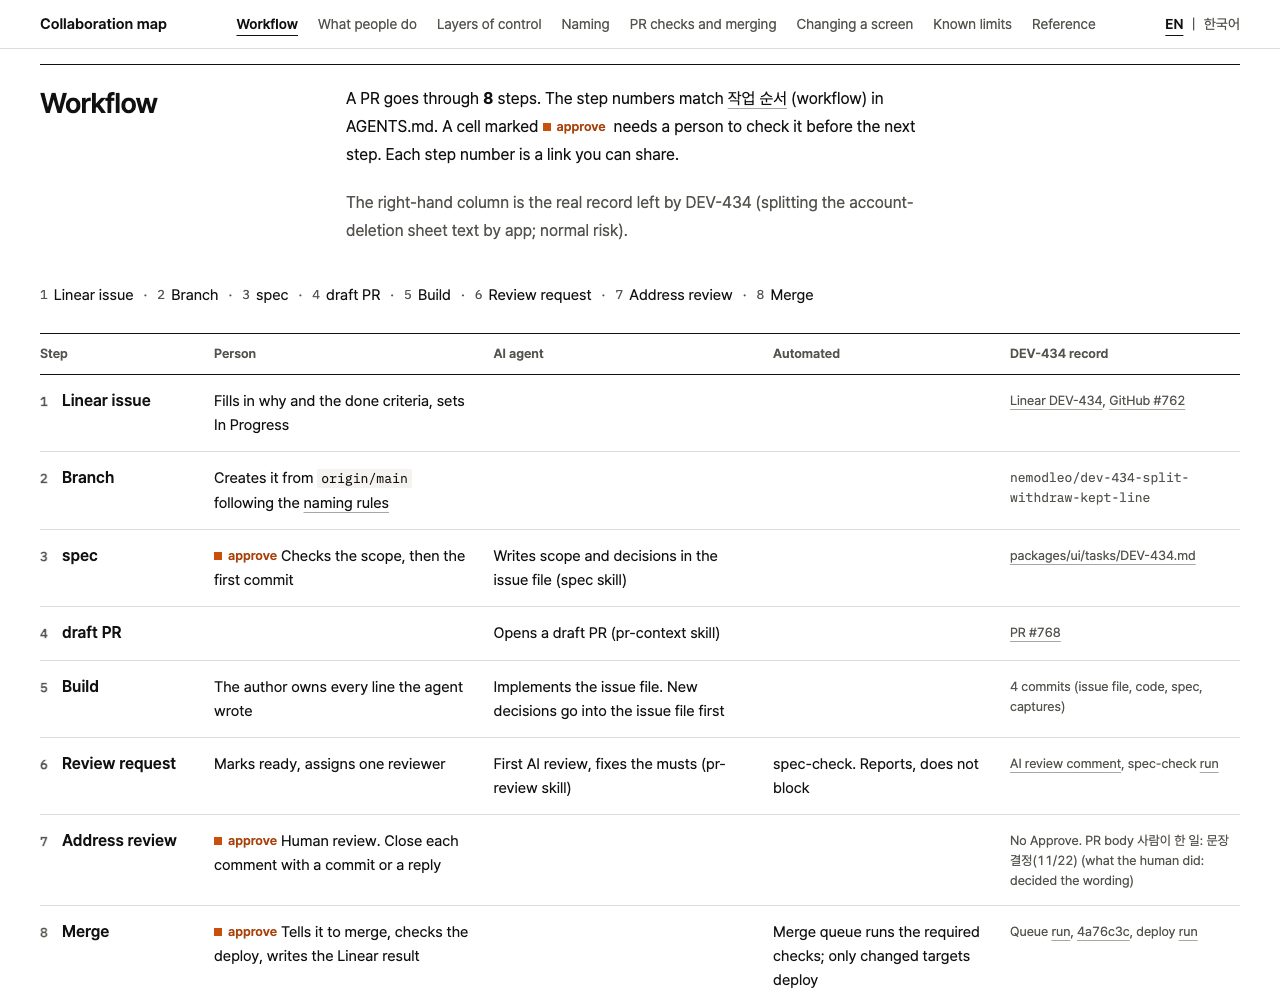 Collaboration map
Workflow
What people do
Layers of control
Naming
PR checks and merging
Changing a screen
Known limits
Reference
EN | 한국어
Workflow
A PR goes through 8 steps. The step numbers match 작업 순서 (workflow) in
AGENTS.md. A cell marked approve needs a person to check it before the next
step. Each step number is a link you can share.
The right-hand column is the real record left by DEV-434 (splitting the account-
deletion sheet text by app; normal risk).
1 Linear issue · 2 Branch · 3 spec · 4 draft PR · 5 Build · 6 Review request · 7 Address review · 8 Merge
Step
Person
AI agent
Automated
DEV-434 record
1 Linear issue
Fills in why and the done criteria, sets
In Progress
Linear DEV-434, GitHub #762
2 Branch
Creates it from origin/main
following the naming rules
nemodleo/dev-434-split-
withdraw-kept-line
3 spec
approve Checks the scope, then the
first commit
Writes scope and decisions in the
issue file (spec skill)
packages/ui/tasks/DEV-434.md
4 draft PR
Opens a draft PR (pr-context skill)
PR #768
5 Build
The author owns every line the agent
wrote
Implements the issue file. New
decisions go into the issue file first
4 commits (issue file, code, spec,
captures)
6 Review request
Marks ready, assigns one reviewer
First AI review, fixes the musts (pr-
review skill)
spec-check. Reports, does not
block
AI review comment, spec-check run
7 Address review
approve Human review. Close each
comment with a commit or a reply
No Approve. PR body 사람이 한 일: 문장
결정(11/22) (what the human did:
decided the wording)
8 Merge
approve Tells it to merge, checks the
deploy, writes the Linear result
Merge queue runs the required
checks; only changed targets
deploy
Queue run, 4a76c3c, deploy run